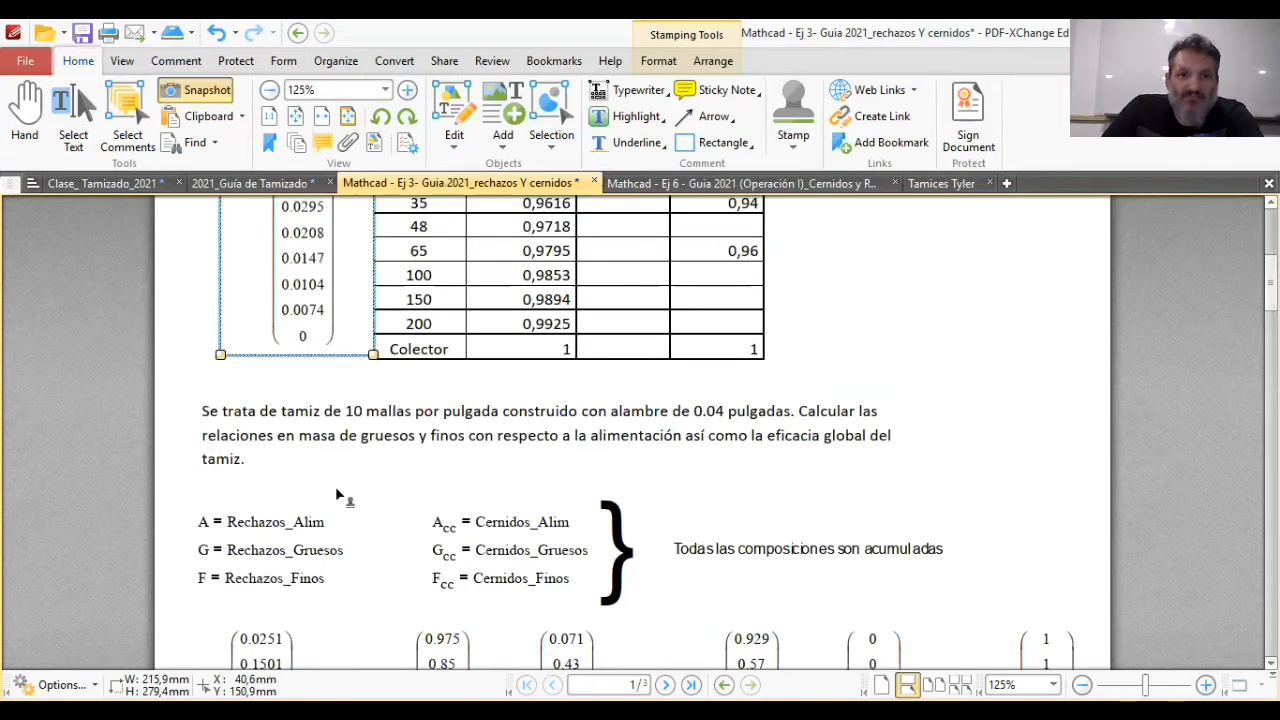 Stamping Tools
Mathcad - Ej 3- Guia 2021_rechazos Y cernidos* - PDF-XChange Ed
File Home View Comment Protect Form Organize Convert Share Review Bookmarks Help Format Arrange
Hand
Select Text
Select Comments
Tools
Snapshot
Clipboard
Find
125%
View
Edit
Add
Selection
Objects
Typewriter
Highlight
Underline
Sticky Note
Arrow
Rectangle
Comment
Stamp
Web Links
Create Link
Add Bookmark
Links
Sign Document
Protect
Clase_ Tamizado_2021 * × 2021_Guía de Tamizado * × Mathcad - Ej 3- Guia 2021_rechazos Y cernidos * × Mathcad - Ej 6 - Guia 2021 (Operación I)_Cernidos y R... × Tamices Tyler ×
0.0295 35 0,9616 0,94
0.0208 48 0,9718
0.0147 65 0,9795 0,96
0.0104 100 0,9853
0.0074 150 0,9894
200 0,9925
0 Colector 1 1
Se trata de tamiz de 10 mallas por pulgada construido con alambre de 0.04 pulgadas. Calcular las
relaciones en masa de gruesos y finos con respecto a la alimentación así como la eficacia global del
tamiz.
A = Rechazos_Alim Acc = Cernidos_Alim
G = Rechazos_Gruesos Gcc = Cernidos_Gruesos Todas las composiciones son acumuladas
F = Rechazos_Finos Fcc = Cernidos_Finos
0.0251 0.975 0.071 0.929 0 1
0.1501 0.85 0.43 0.57 0 1
Options...
W: 215,9mm
H: 279,4mm
X: 40,6mm
Y: 150,9mm
1/3
125%